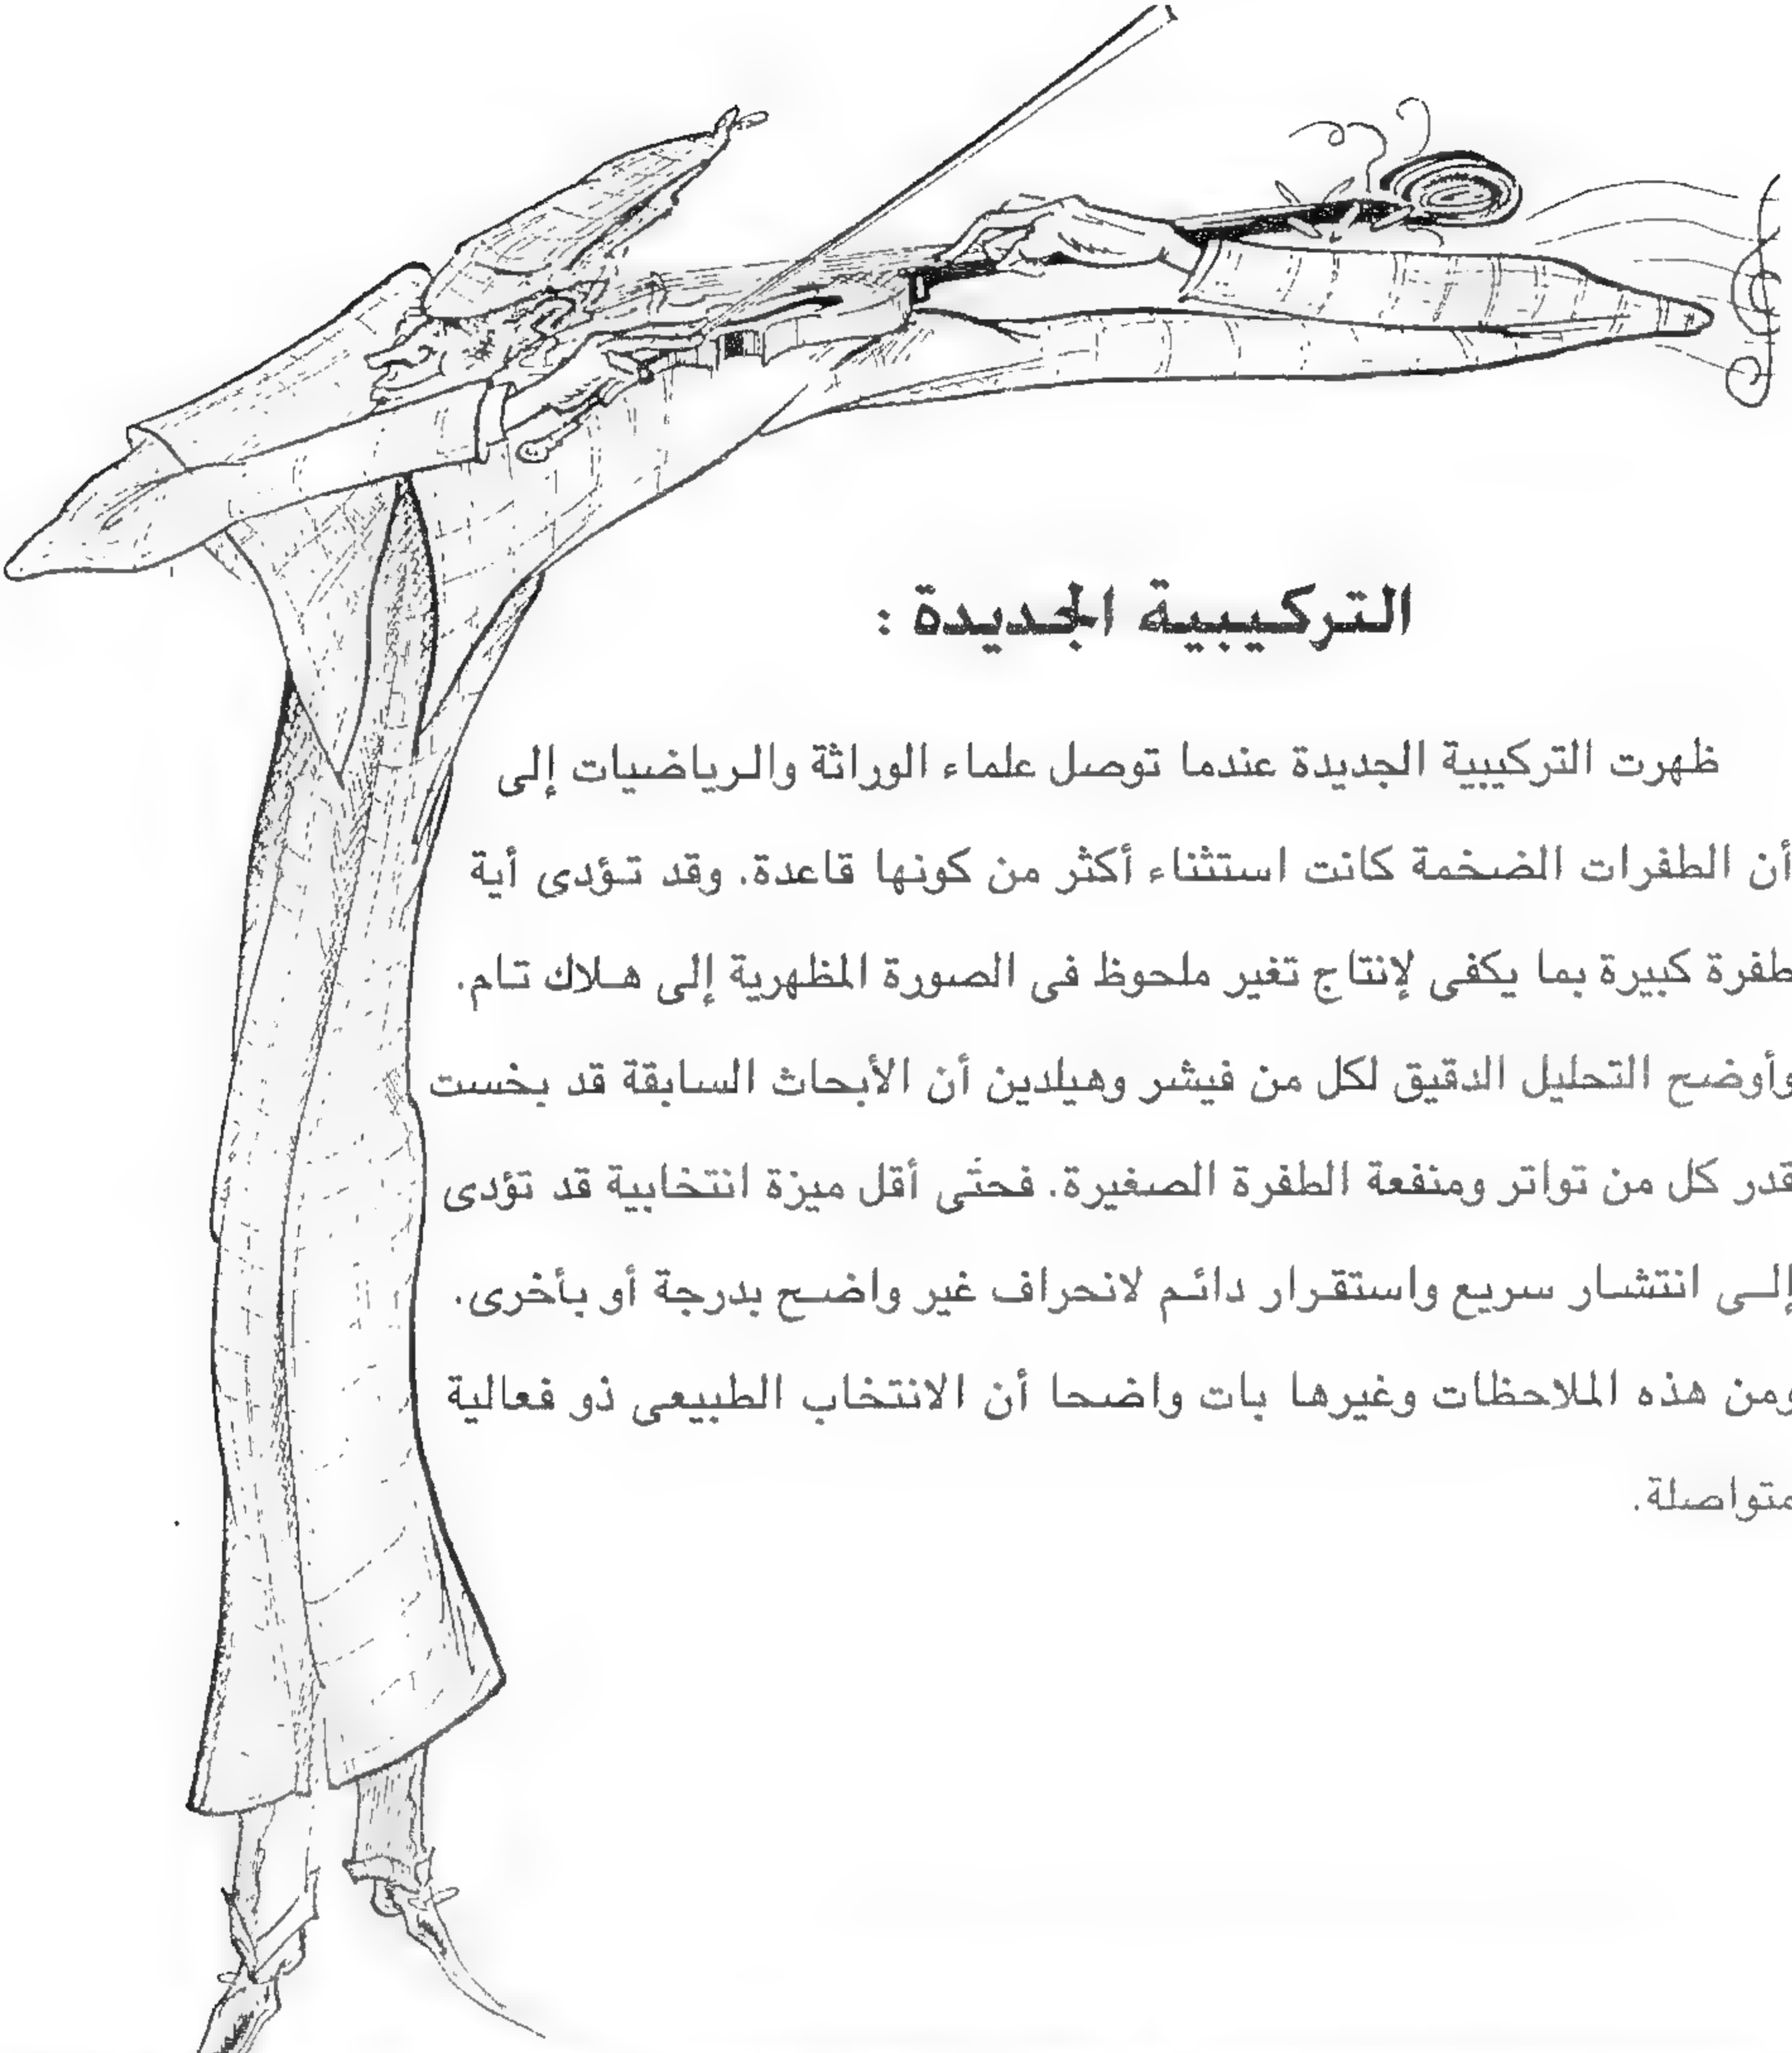 التركيبية الجديدة :
ظهرت التركيبية الجديدة عندما توصل علماء الوراثة والرياضيات إلى
أن الطفرات الضخمة كانت استثناء أكثر من كونها قاعدة. وقد تؤدى أية
طفرة كبيرة بما يكفى لإنتاج تغير ملحوظ فى الصورة المظهرية إلى هلاك تام.
وأوضح التحليل الدقيق لكل من فيشر وهيلدين أن الأبحاث السابقة قد بخست
قدر كل من تواتر ومنفعة الطفرة الصغيرة. فحتى أقل ميزة انتخابية قد تؤدى
إلى انتشار سريع واستقرار دائم لانحراف غير واضح بدرجة أو بأخرى.
ومن هذه الملاحظات وغيرها بات واضحا أن الانتخاب الطبيعى ذو فعالية
متواصلة.